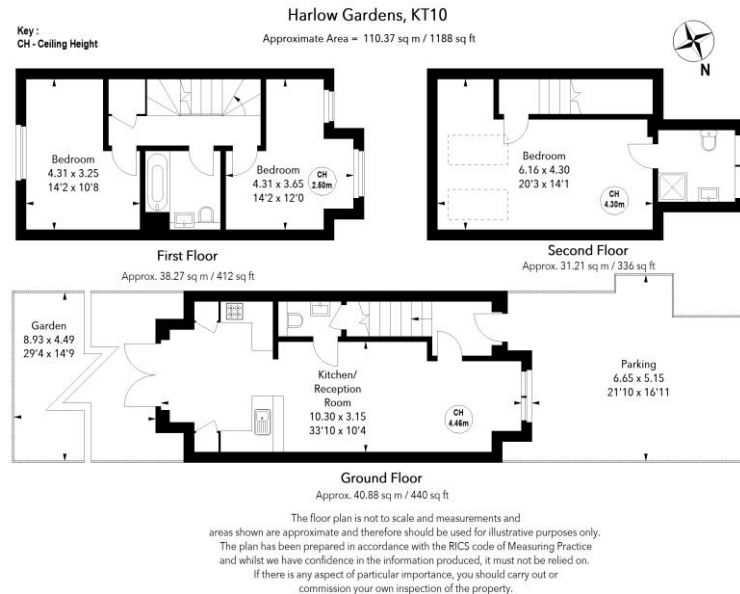 Harlow Gardens, KT10
Key :
CH - Ceiling Height
Approximate Area = 110.37 sq m / 1188 sq ft
N
Bedroom
4.31 x 3.25
14'2 x 10'8
Bedroom
4.31 x 3.65
14'2 x 12'0
CH
2.50m
First Floor
Approx. 38.27 sq m / 412 sq ft
Bedroom
6.16 x 4.30
20'3 x 14'1
CH
4.30m
Second Floor
Approx. 31.21 sq m / 336 sq ft
Garden
8.93 x 4.49
29'4 x 14'9
Kitchen/
Reception
Room
10.30 x 3.15
33'10 x 10'4
CH
4.46m
Parking
6.65 x 5.15
21'10 x 16'11
Ground Floor
Approx. 40.88 sq m / 440 sq ft
The floor plan is not to scale and measurements and
areas shown are approximate and therefore should be used for illustrative purposes only.
The plan has been prepared in accordance with the RICS code of Measuring Practice
and whilst we have confidence in the information produced, it must not be relied on.
If there is any aspect of particular importance, you should carry out or
commission your own inspection of the property.